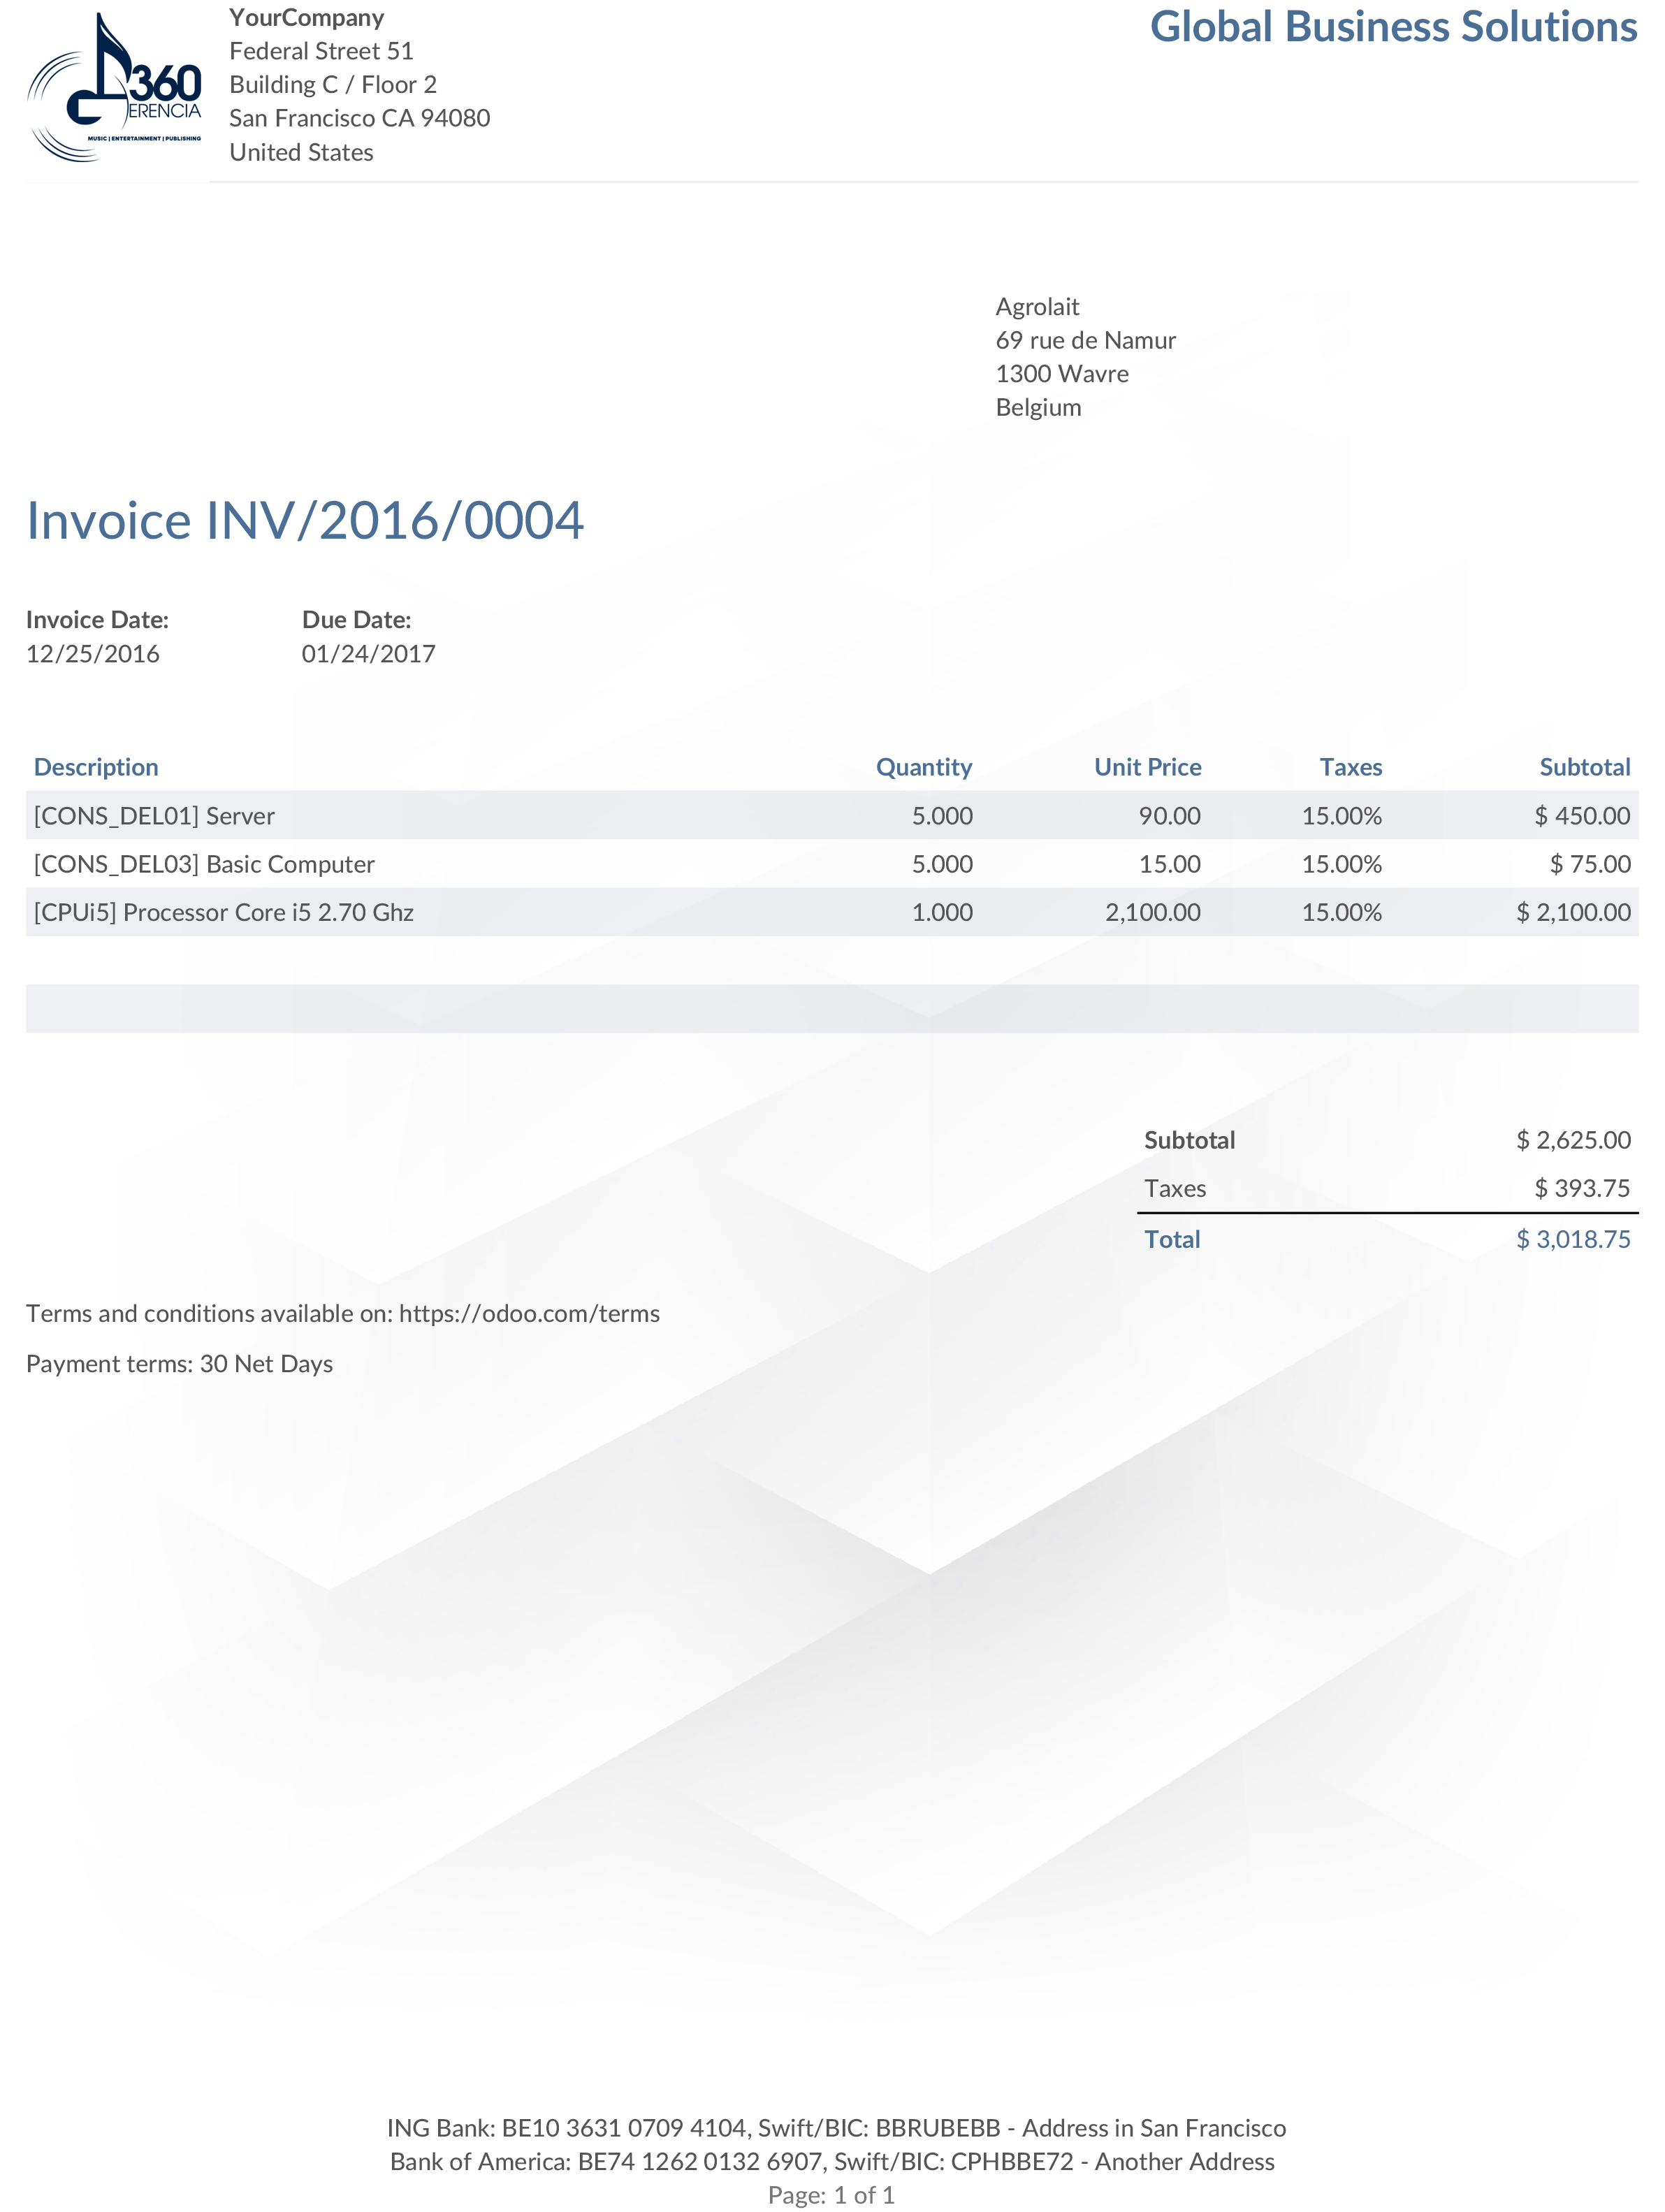 360
ERENCIA
MUSIC | ENTERTAINMENT | PUBLISHING
YourCompany
Federal Street 51
Building C / Floor 2
San Francisco CA 94080
United States
Global Business Solutions
Agrolait
69 rue de Namur
1300 Wavre
Belgium
Invoice INV/2016/0004
Invoice Date: Due Date:
12/25/2016 01/24/2017
Description Quantity Unit Price Taxes Subtotal
[CONS_DEL01] Server 5.000 90.00 15.00% $ 450.00
[CONS_DEL03] Basic Computer 5.000 15.00 15.00% $ 75.00
[CPUi5] Processor Core i5 2.70 Ghz 1.000 2,100.00 15.00% $ 2,100.00
Subtotal $ 2,625.00
Taxes $ 393.75
Total $ 3,018.75
Terms and conditions available on: https://odoo.com/terms
Payment terms: 30 Net Days
ING Bank: BE10 3631 0709 4104, Swift/BIC: BBRUBEBB - Address in San Francisco
Bank of America: BE74 1262 0132 6907, Swift/BIC: CPHBBE72 - Another Address
Page: 1 of 1